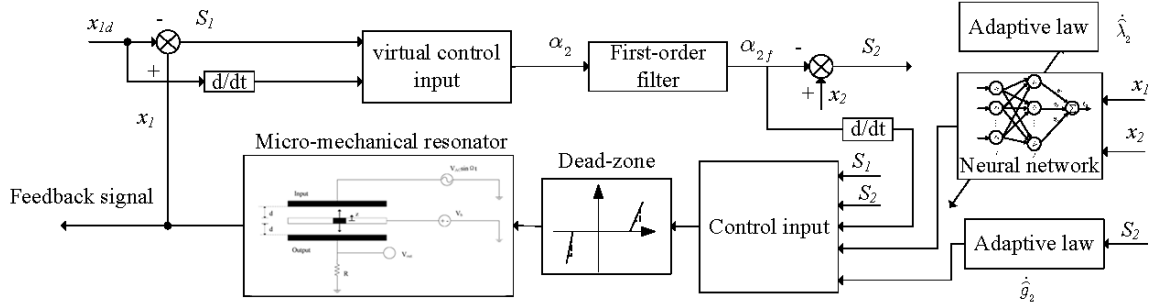 x1d
-
S1
+
d/dt
x1
virtual control
input
α2
First-order
filter
α2f
-
S2
+
x2
d/dt
Adaptive law
λ̂̇2
x1
x2
Neural network
Micro-mechanical resonator
Input
d
d
Output
R
Dead-zone
S1
S2
Control input
Adaptive law
S2
ĝ̇2
Feedback signal